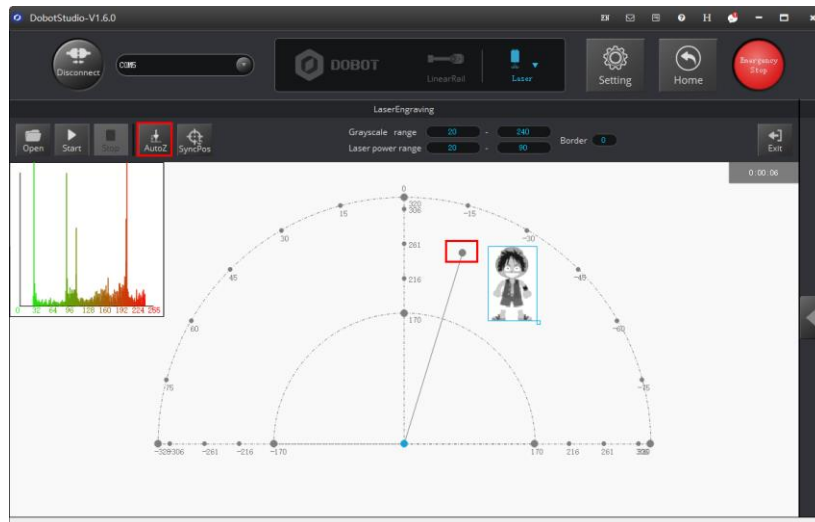 DobotStudio-V1.6.0
H
Disconnect
COM5
DOBOT
LinearRail
Laser
Setting
Home
Emergency
Stop
LaserEngraving
Open
Start
Stop
AutoZ
SyncPos
Grayscale range 20 - 240
Laser power range 20 - 90
Border 0
Exit
0:00:06
0 32 64 96 128 160 192 224 255
0
320
306
15
-15
30
-30
261
45
-45
216
60
-60
170
75
-75
-320 306 -261 -216 -170
170 216 261 306